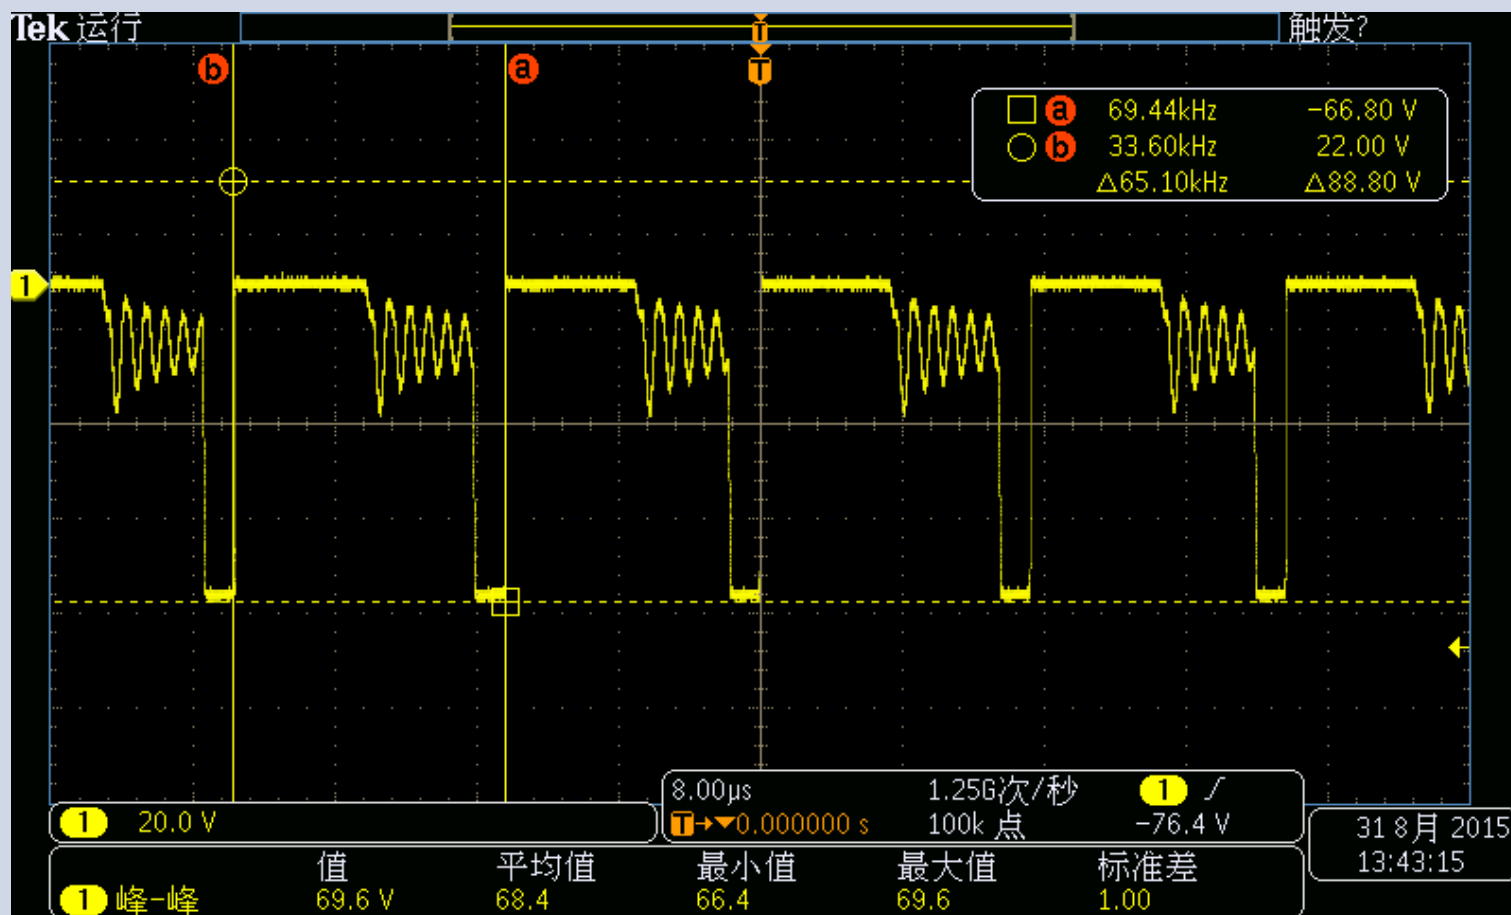 Tek 运行 触发?
b a T
T
a 69.44kHz -66.80 V
b 33.60kHz 22.00 V
△65.10kHz △88.80 V
1
1 20.0 V
8.00µs 1.25G次/秒 1
T→▼0.000000 s 100k 点 -76.4 V
31 8月 2015
13:43:15
值 平均值 最小值 最大值 标准差
1 峰-峰 69.6 V 68.4 66.4 69.6 1.00